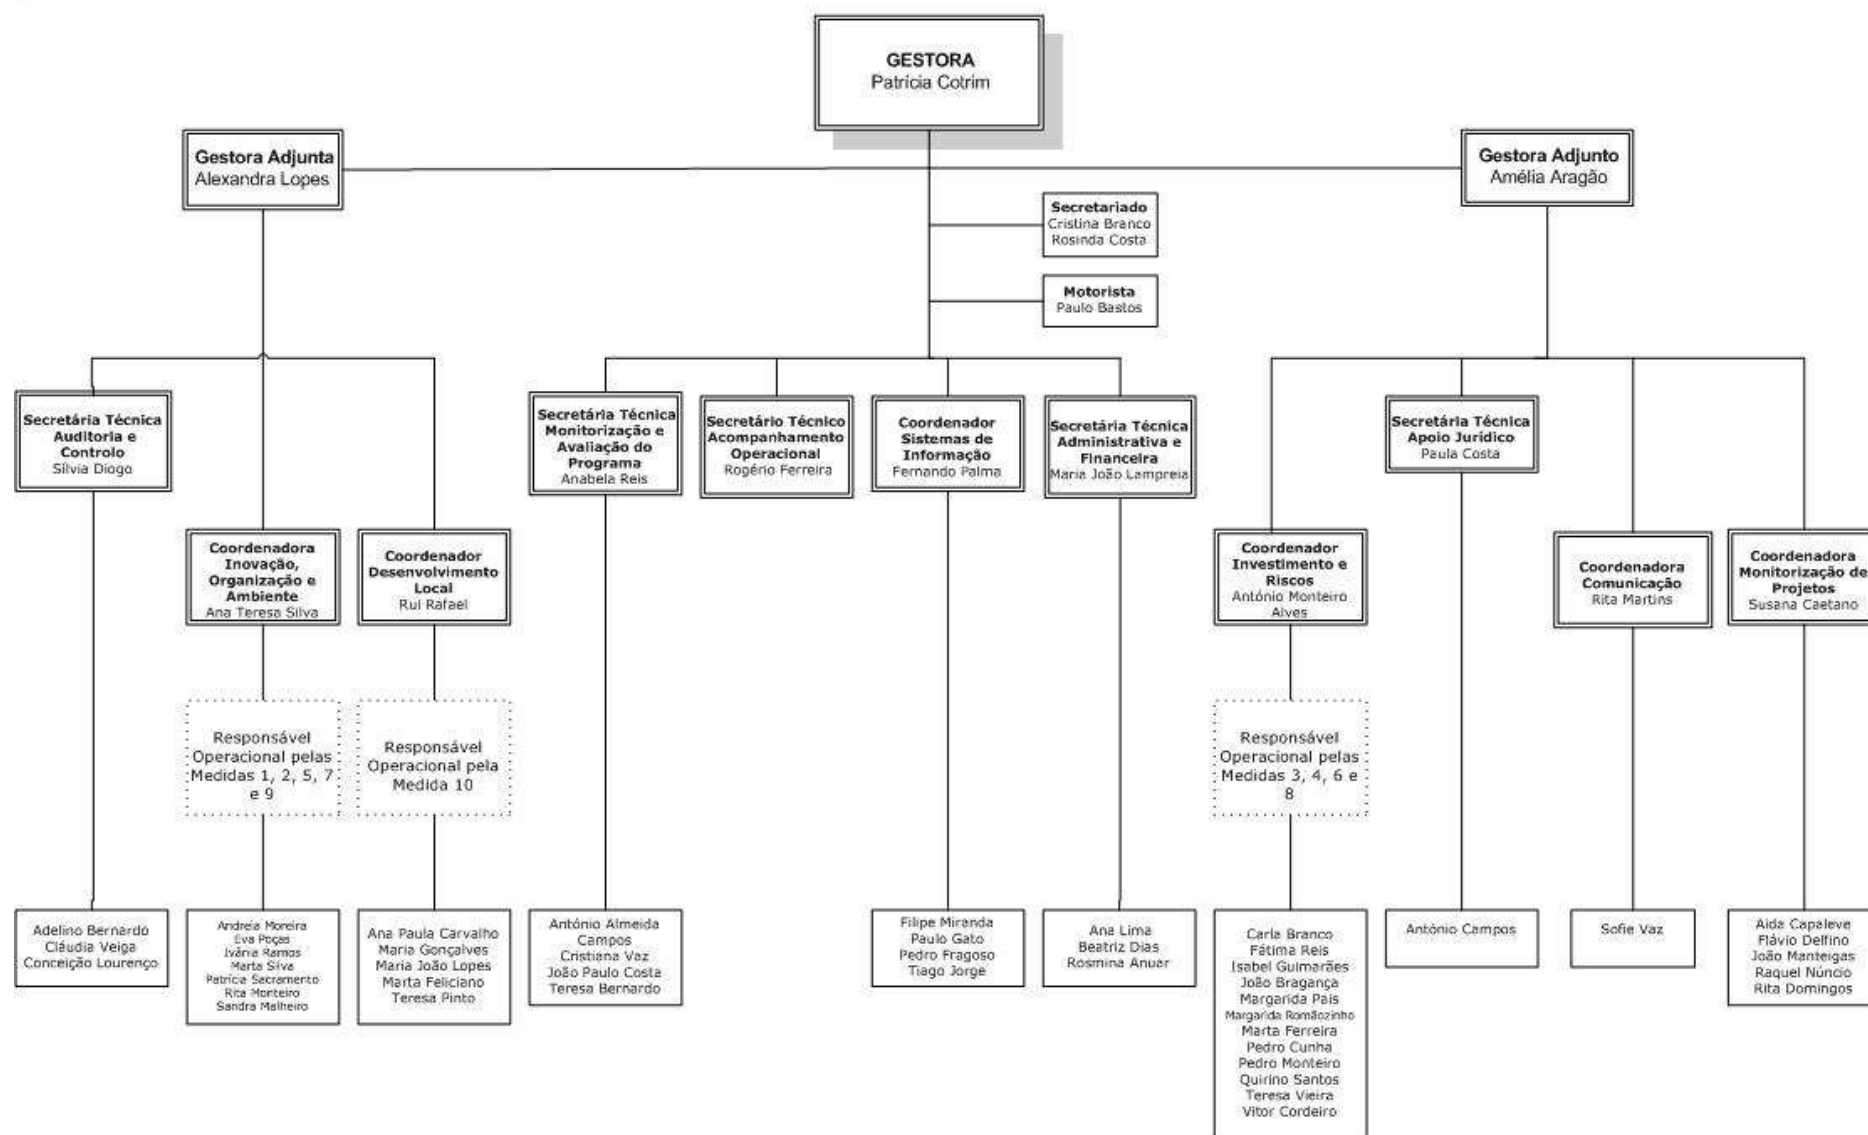 GESTORA
Patrícia Cotrim
Gestora Adjunta
Alexandra Lopes
Gestora Adjunto
Amélia Aragão
Secretariado
Cristina Branco
Rosinda Costa
Motorista
Paulo Bastos
Secretária Técnica
Auditoria e
Controlo
Sílvia Diogo
Secretária Técnica
Monitorização e
Avaliação do
Programa
Anabela Reis
Secretário Técnico
Acompanhamento
Operacional
Rogério Ferreira
Coordenador
Sistemas de
Informação
Fernando Palma
Secretária Técnica
Administrativa e
Financeira
Maria João Lampreia
Secretária Técnica
Apoio Jurídico
Paula Costa
Coordenadora
Inovação,
Organização e
Ambiente
Ana Teresa Silva
Coordenador
Desenvolvimento
Local
Rui Rafael
Coordenador
Investimento e
Riscos
António Monteiro
Alves
Coordenadora
Comunicação
Rita Martins
Coordenadora
Monitorização de
Projetos
Susana Caetano
Responsável
Operacional pelas
Medidas 1, 2, 5, 7
e 9
Responsável
Operacional pela
Medida 10
Responsável
Operacional pelas
Medidas 3, 4, 6 e
8
Adelino Bernardo
Cláudia Veiga
Conceição Lourenço
Andreia Moreira
Eva Poças
Ivânia Ramos
Marta Silva
Patrícia Sacramento
Rita Monteiro
Sandra Malheiro
Ana Paula Carvalho
Maria Gonçalves
Maria João Lopes
Marta Feliciano
Teresa Pinto
António Almeida
Campos
Cristiana Vaz
João Paulo Costa
Teresa Bernardo
Filipe Miranda
Paulo Gato
Pedro Fragoso
Tiago Jorge
Ana Lima
Beatriz Dias
Rosmina Anuar
Carla Branco
Fátima Reis
Isabel Guimarães
João Bragança
Margarida Pais
Margarida Romãozinho
Marta Ferreira
Pedro Cunha
Pedro Monteiro
Quirino Santos
Teresa Vieira
Vitor Cordeiro
António Campos
Sofie Vaz
Aida Capaleve
Flávio Delfino
João Manteigas
Raquel Núncio
Rita Domingos